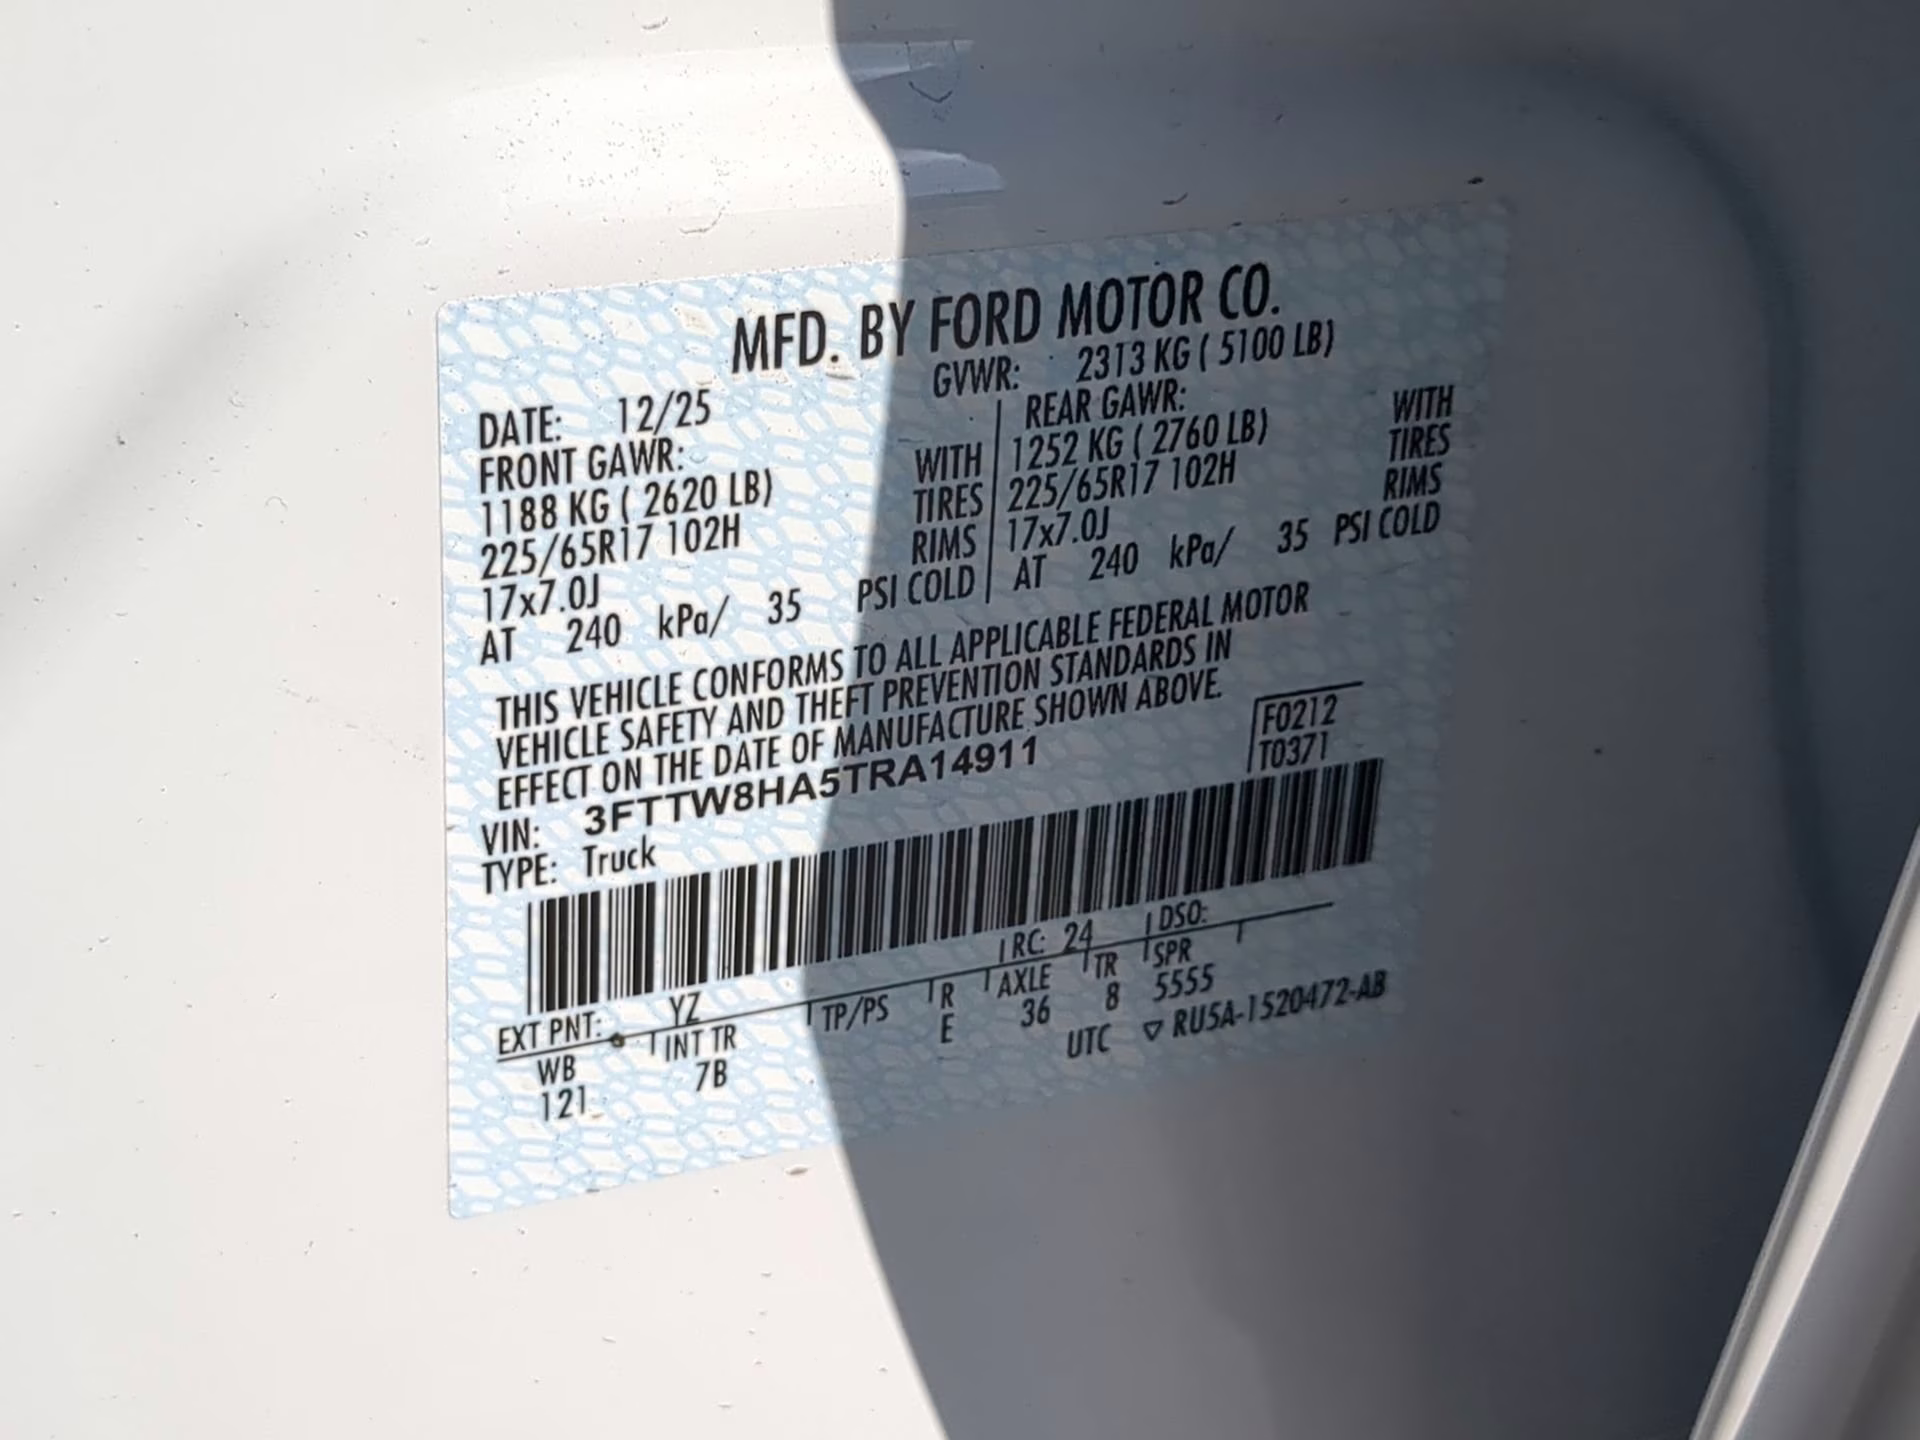 MFD. BY FORD MOTOR CO.
DATE: 12/25 GVWR: 2313 KG ( 5100 LB)
FRONT GAWR: REAR GAWR:
1188 KG ( 2620 LB) WITH 1252 KG ( 2760 LB) WITH
225/65R17 102H TIRES 225/65R17 102H TIRES
17x7.0J RIMS 17x7.0J RIMS
AT 240 kPa/ 35 PSI COLD AT 240 kPa/ 35 PSI COLD
THIS VEHICLE CONFORMS TO ALL APPLICABLE FEDERAL MOTOR
VEHICLE SAFETY AND THEFT PREVENTION STANDARDS IN
EFFECT ON THE DATE OF MANUFACTURE SHOWN ABOVE.
VIN: 3FTTW8HA5TRA14911 F0212
TYPE: Truck T0371
EXT PNT: YZ RC: 24 DSO:
WB INT TR TP/PS R AXLE TR SPR
121 7B E 36 8 5555
UTC ▽ RU5A-1520472-AB